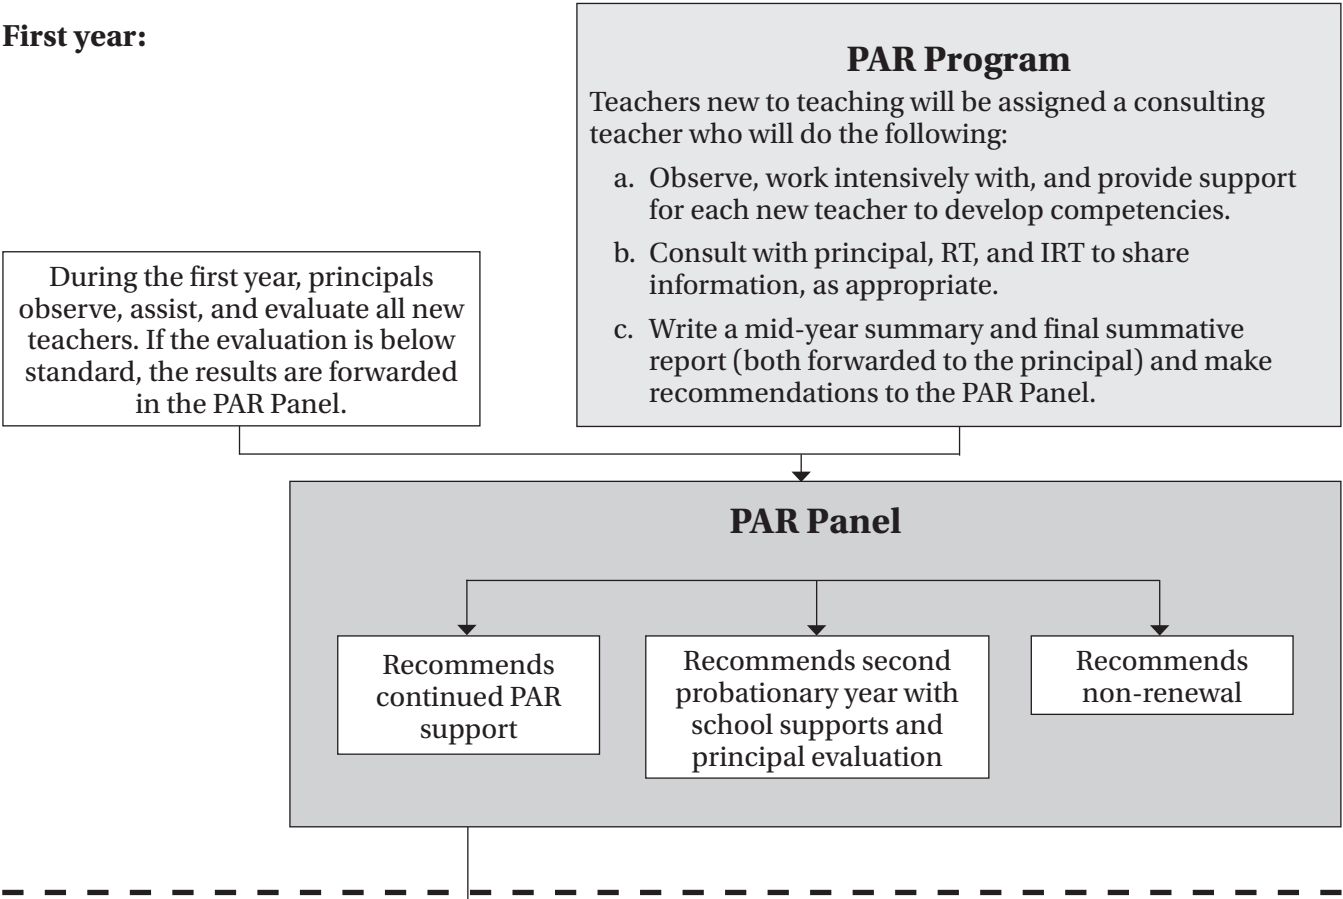 First year:
PAR Program
Teachers new to teaching will be assigned a consulting
teacher who will do the following:
a. Observe, work intensively with, and provide support
for each new teacher to develop competencies.
b. Consult with principal, RT, and IRT to share
information, as appropriate.
c. Write a mid-year summary and final summative
report (both forwarded to the principal) and make
recommendations to the PAR Panel.
During the first year, principals
observe, assist, and evaluate all new
teachers. If the evaluation is below
standard, the results are forwarded
in the PAR Panel.
PAR Panel
Recommends
continued PAR
support
Recommends second
probationary year with
school supports and
principal evaluation
Recommends
non-renewal